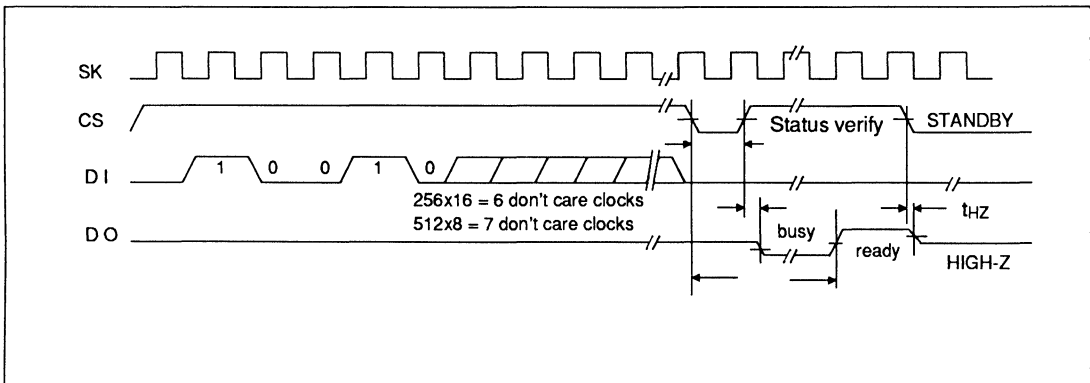 SK
CS
Status verify
STANDBY
DI
1 0 0 1 0
256x16 = 6 don't care clocks
512x8 = 7 don't care clocks
tHZ
DO
busy
ready
HIGH-Z